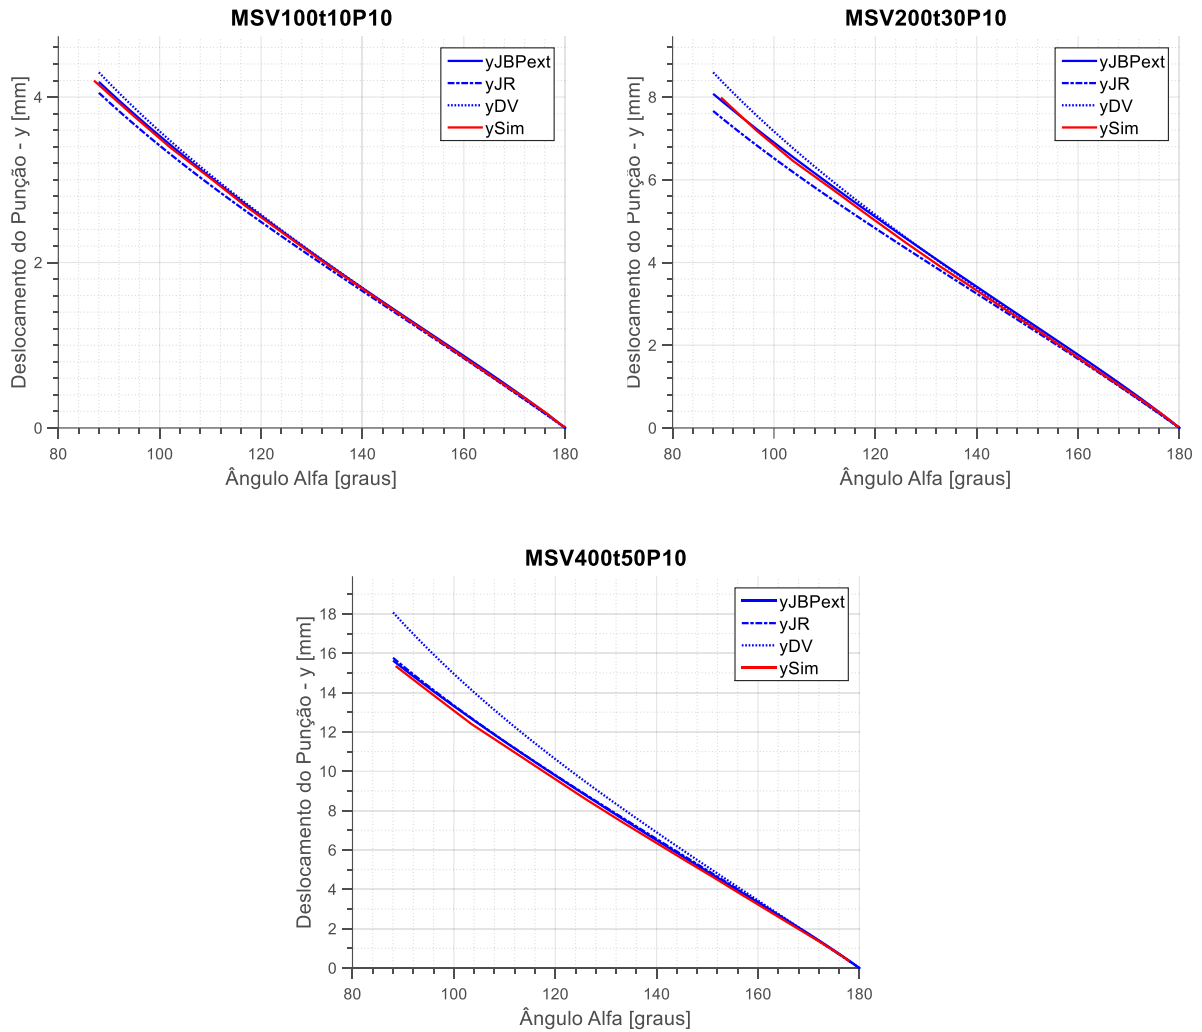 MSV100t10P10
yJBPext
yJR
yDV
ySim
Deslocamento do Punção - y [mm]
4
2
0
80 100 120 140 160 180
Ângulo Alfa [graus]
MSV200t30P10
yJBPext
yJR
yDV
ySim
Deslocamento do Punção - y [mm]
8
6
4
2
0
80 100 120 140 160 180
Ângulo Alfa [graus]
MSV400t50P10
yJBPext
yJR
yDV
ySim
Deslocamento do Punção - y [mm]
18
16
14
12
10
8
6
4
2
0
80 100 120 140 160 180
Ângulo Alfa [graus]